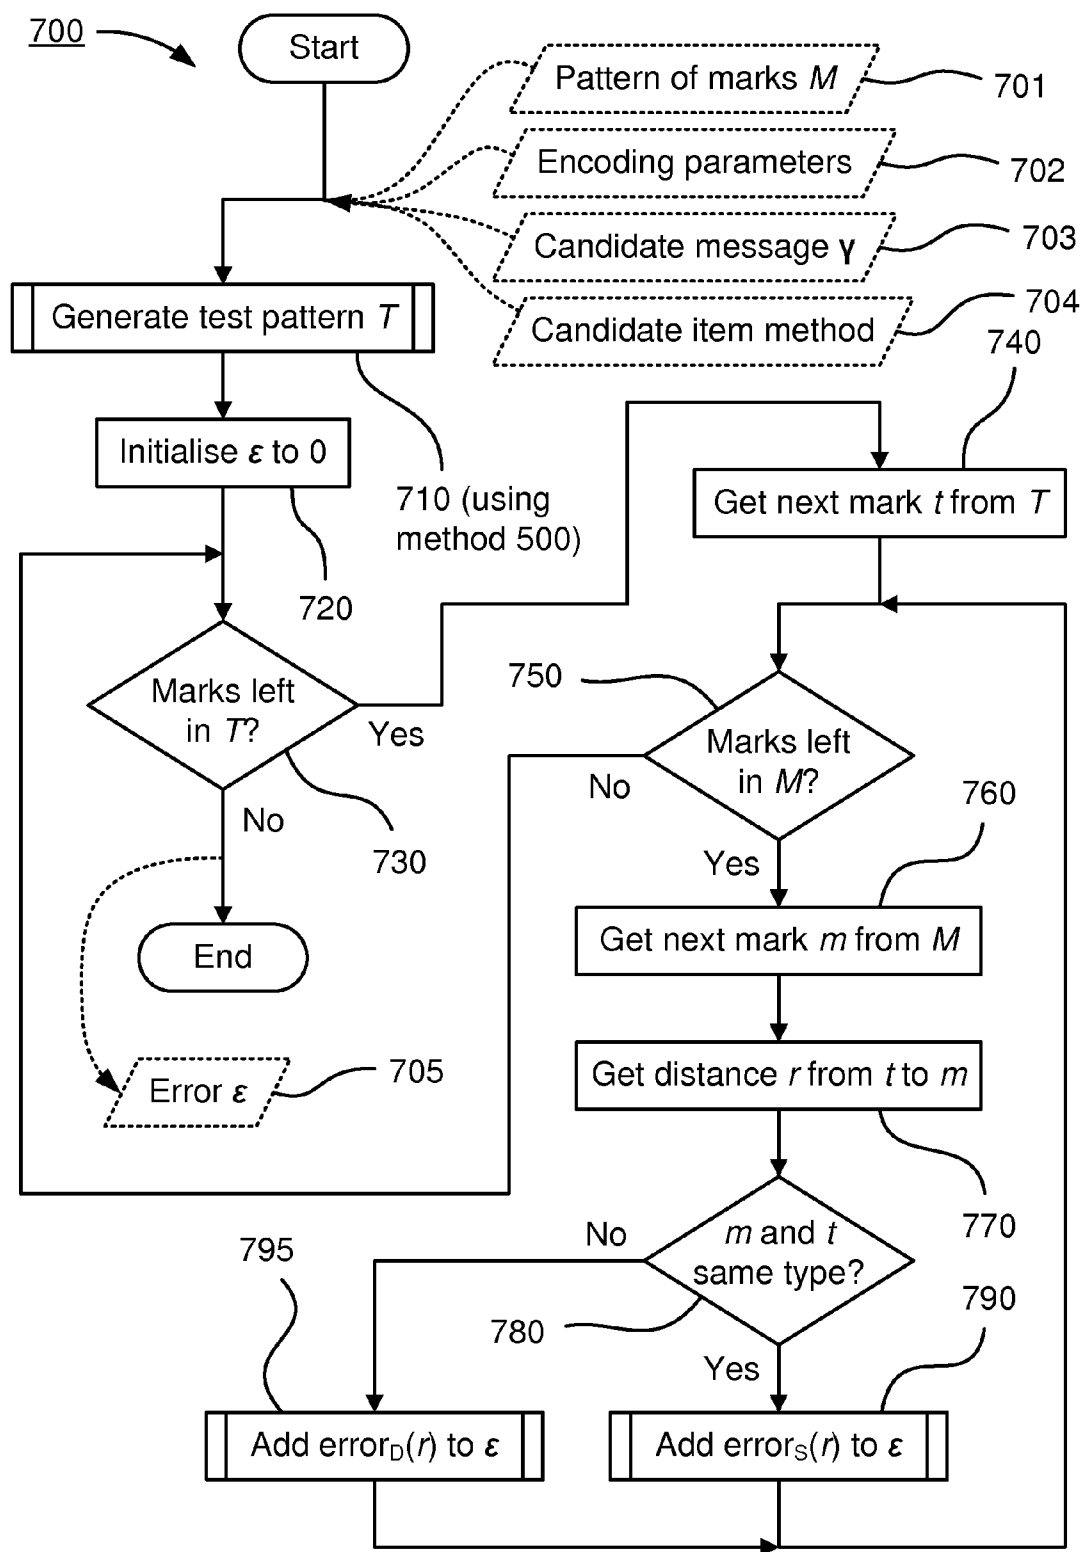 700
Start
Pattern of marks M
701
Encoding parameters
702
Candidate message γ
703
Candidate item method
704
Generate test pattern T
740
Initialise ε to 0
710 (using
method 500)
Get next mark t from T
720
750
Marks left
in T?
Yes
Marks left
in M?
No
No
730
760
Yes
Get next mark m from M
End
Get distance r from t to m
705
Error ε
770
No
m and t
same type?
795
780
790
Yes
Add errorD(r) to ε
Add errorS(r) to ε